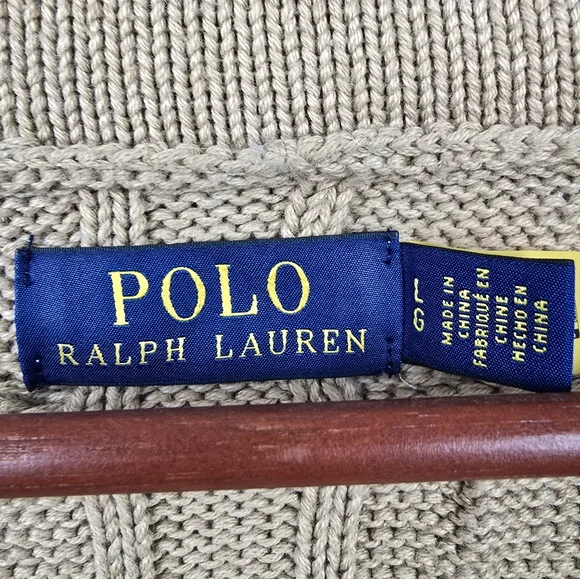 POLO
RALPH LAUREN
L G
MADE IN
CHINA
FABRIQUÉ EN
CHINE
HECHO EN
CHINA